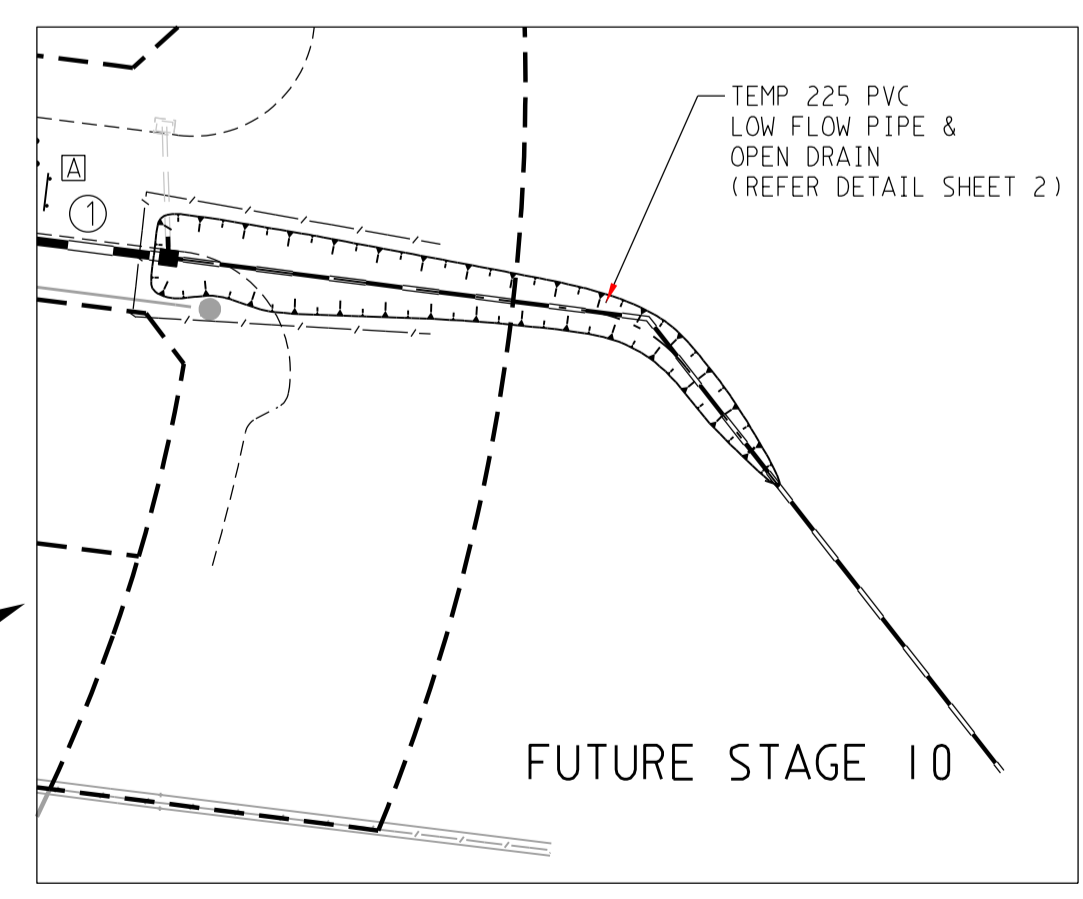 TEMP 225 PVC
LOW FLOW PIPE &
OPEN DRAIN
(REFER DETAIL SHEET 2)
A
1
FUTURE STAGE 10